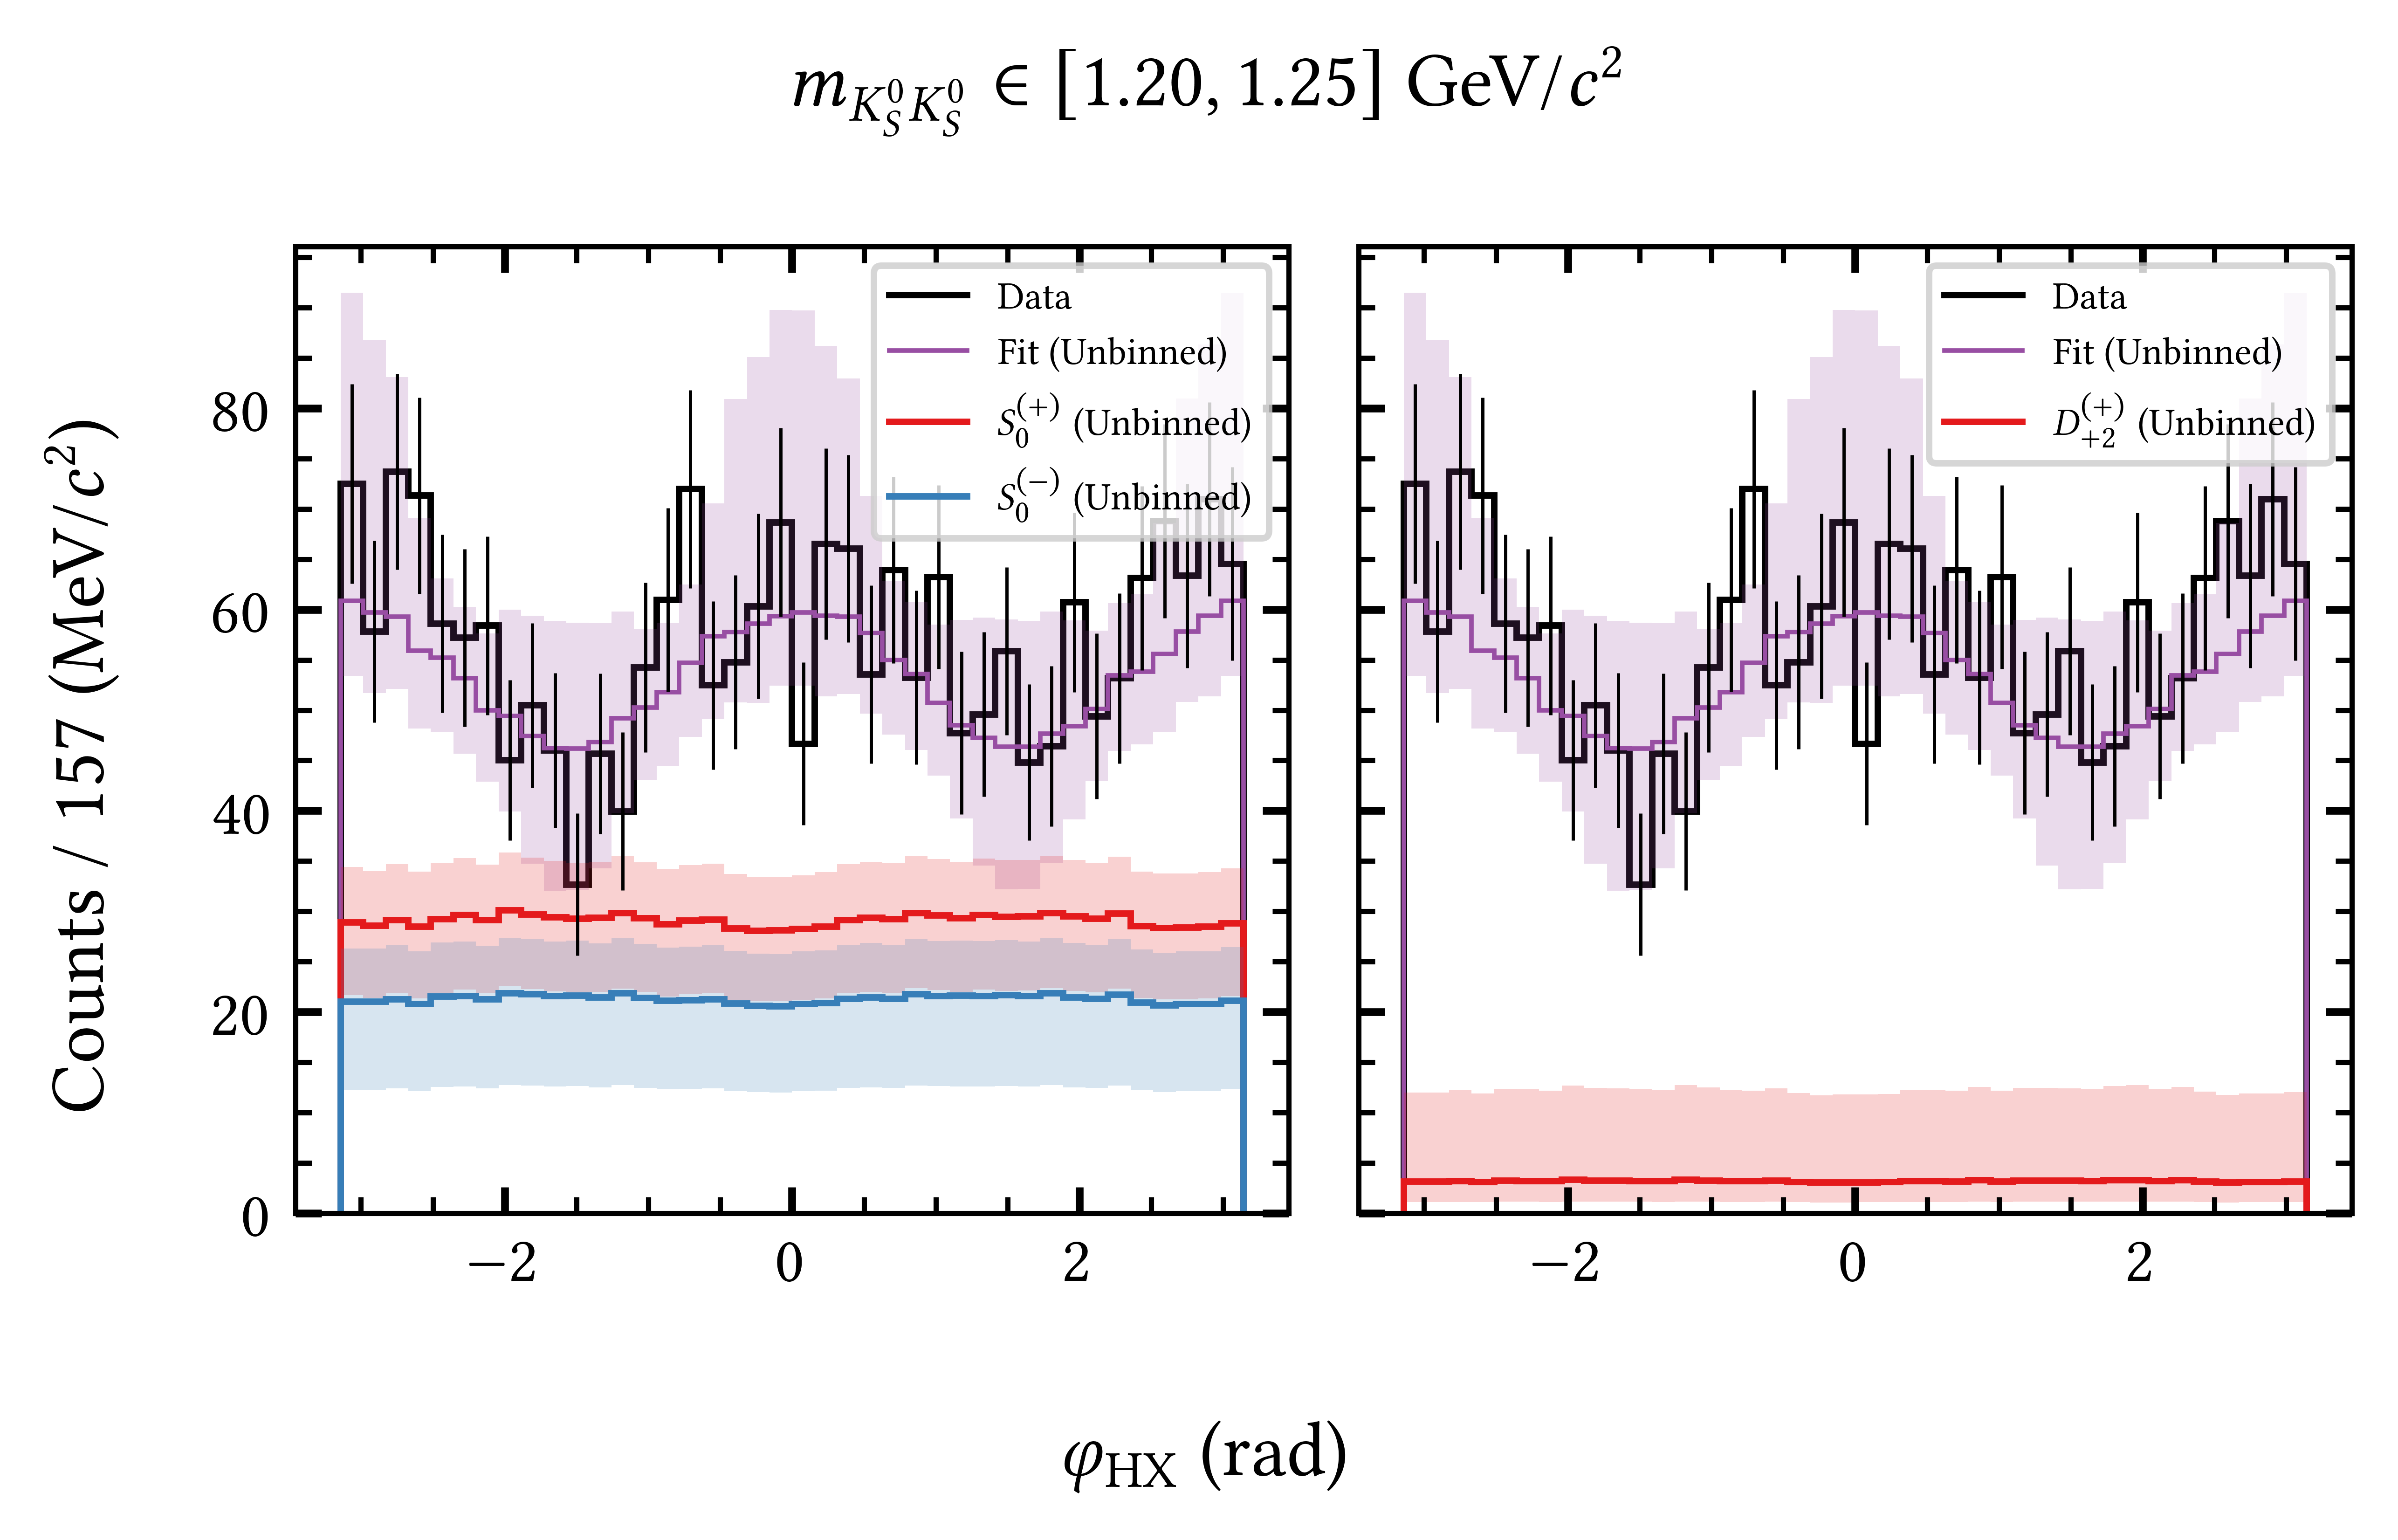 m_{K_S^0 K_S^0} ∈ [1.20, 1.25] GeV/c²
Counts / 157 (MeV/c²)
80
60
40
20
0
Data
Fit (Unbinned)
S_0^{(+)} (Unbinned)
S_0^{(−)} (Unbinned)
Data
Fit (Unbinned)
D_{+2}^{(+)} (Unbinned)
−2 0 2
−2 0 2
φ_{HX} (rad)